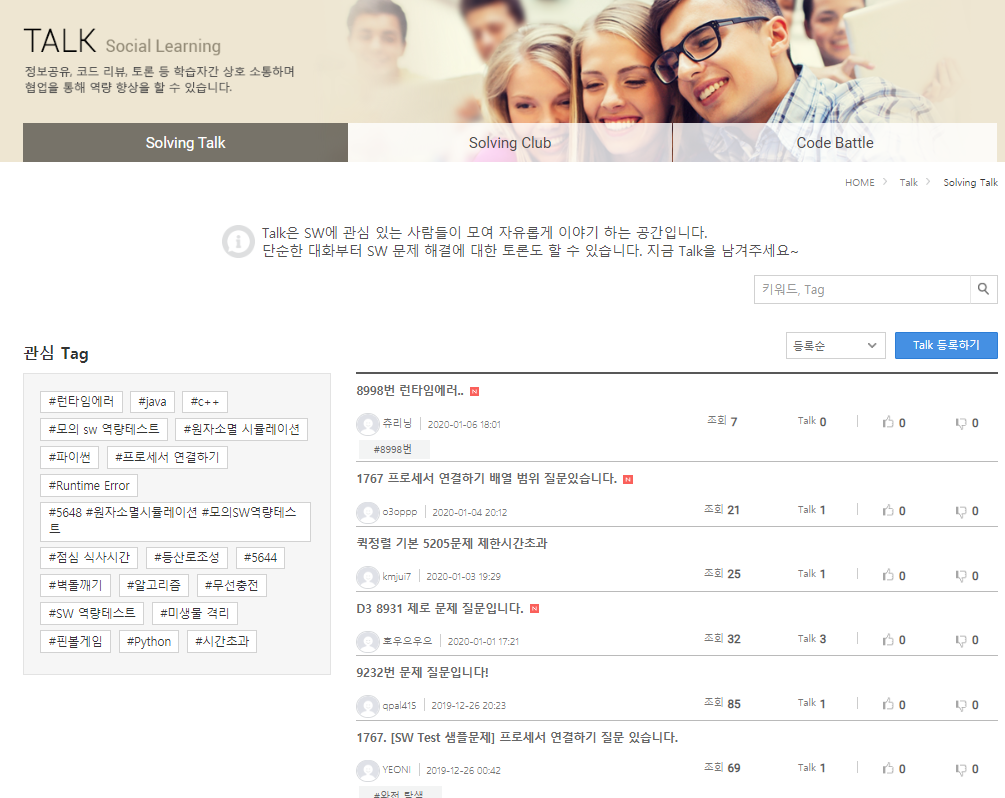 TALK Social Learning
정보공유, 코드 리뷰, 토론 등 학습자간 상호 소통하며
협업을 통해 역량 향상을 할 수 있습니다.
Solving Talk
Solving Club
Code Battle
HOME > Talk > Solving Talk
Talk은 SW에 관심 있는 사람들이 모여 자유롭게 이야기 하는 공간입니다.
단순한 대화부터 SW 문제 해결에 대한 토론도 할 수 있습니다. 지금 Talk을 남겨주세요~
키워드, Tag
관심 Tag
등록순
Talk 등록하기
#런타임에러 #java #c++
#모의 sw 역량테스트 #원자소멸 시뮬레이션
#파이썬 #프로세서 연결하기
#Runtime Error
#5648 #원자소멸시뮬레이션 #모의SW역량테스
트
#점심 식사시간 #등산로조성 #5644
#벽돌깨기 #알고리즘 #무선충전
#SW 역량테스트 #미생물 격리
#핀볼게임 #Python #시간초과
8998번 런타임에러.. N
츄리닝 2020-01-06 18:01 조회 7 Talk 0 0 0
#8998번
1767 프로세서 연결하기 배열 범위 질문있습니다. N
o3oppp 2020-01-04 20:12 조회 21 Talk 1 0 0
퀵정렬 기본 5205문제 제한시간초과
kmjui7 2020-01-03 19:29 조회 25 Talk 1 0 0
D3 8931 제로 문제 질문입니다. N
호우으우으 2020-01-01 17:21 조회 32 Talk 3 0 0
9232번 문제 질문입니다!
qpal415 2019-12-26 20:23 조회 85 Talk 1 0 0
1767. [SW Test 샘플문제] 프로세서 연결하기 질문 있습니다.
YEONI 2019-12-26 00:42 조회 69 Talk 1 0 0
#완전 탐색